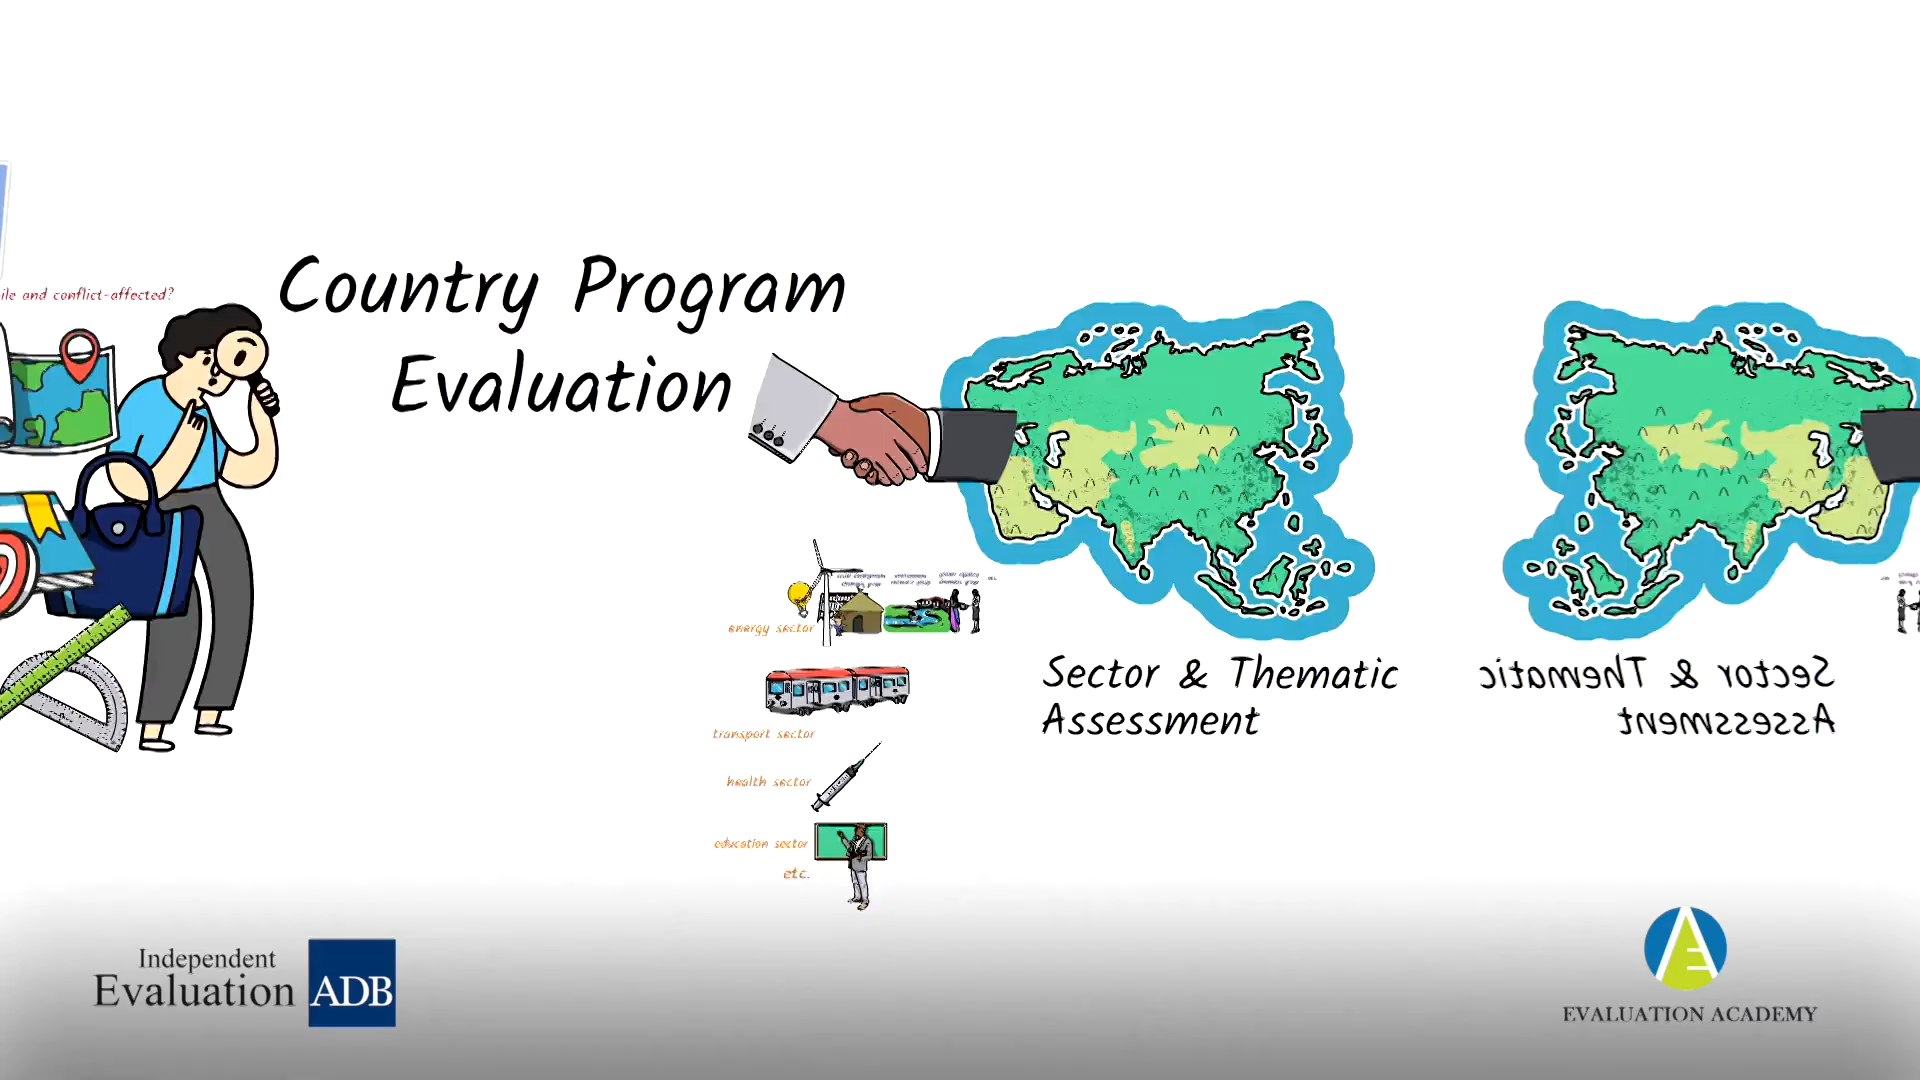 ile and conflict-affected?
Country Program
Evaluation
energy sector
transport sector
health sector
education sector
etc.
Sector & Thematic
Assessment
Sector & Thematic
Assessment
Independent
Evaluation
ADB
EVALUATION ACADEMY